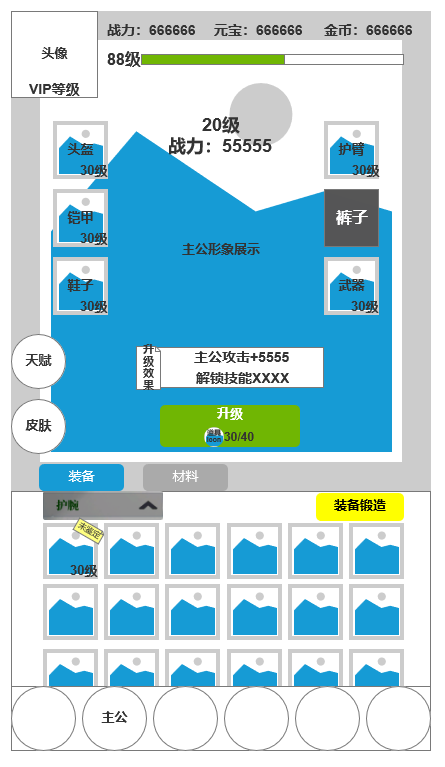 头像
VIP等级
战力：666666 元宝：666666 金币：666666
88级
20级
战力：55555
头盔
30级
护臂
30级
铠甲
30级
裤子
主公形象展示
鞋子
30级
武器
30级
天赋
升级效果
主公攻击+5555
解锁技能XXXX
皮肤
升级
30/40
装备
材料
护腕
装备锻造
未鉴定
30级
主公